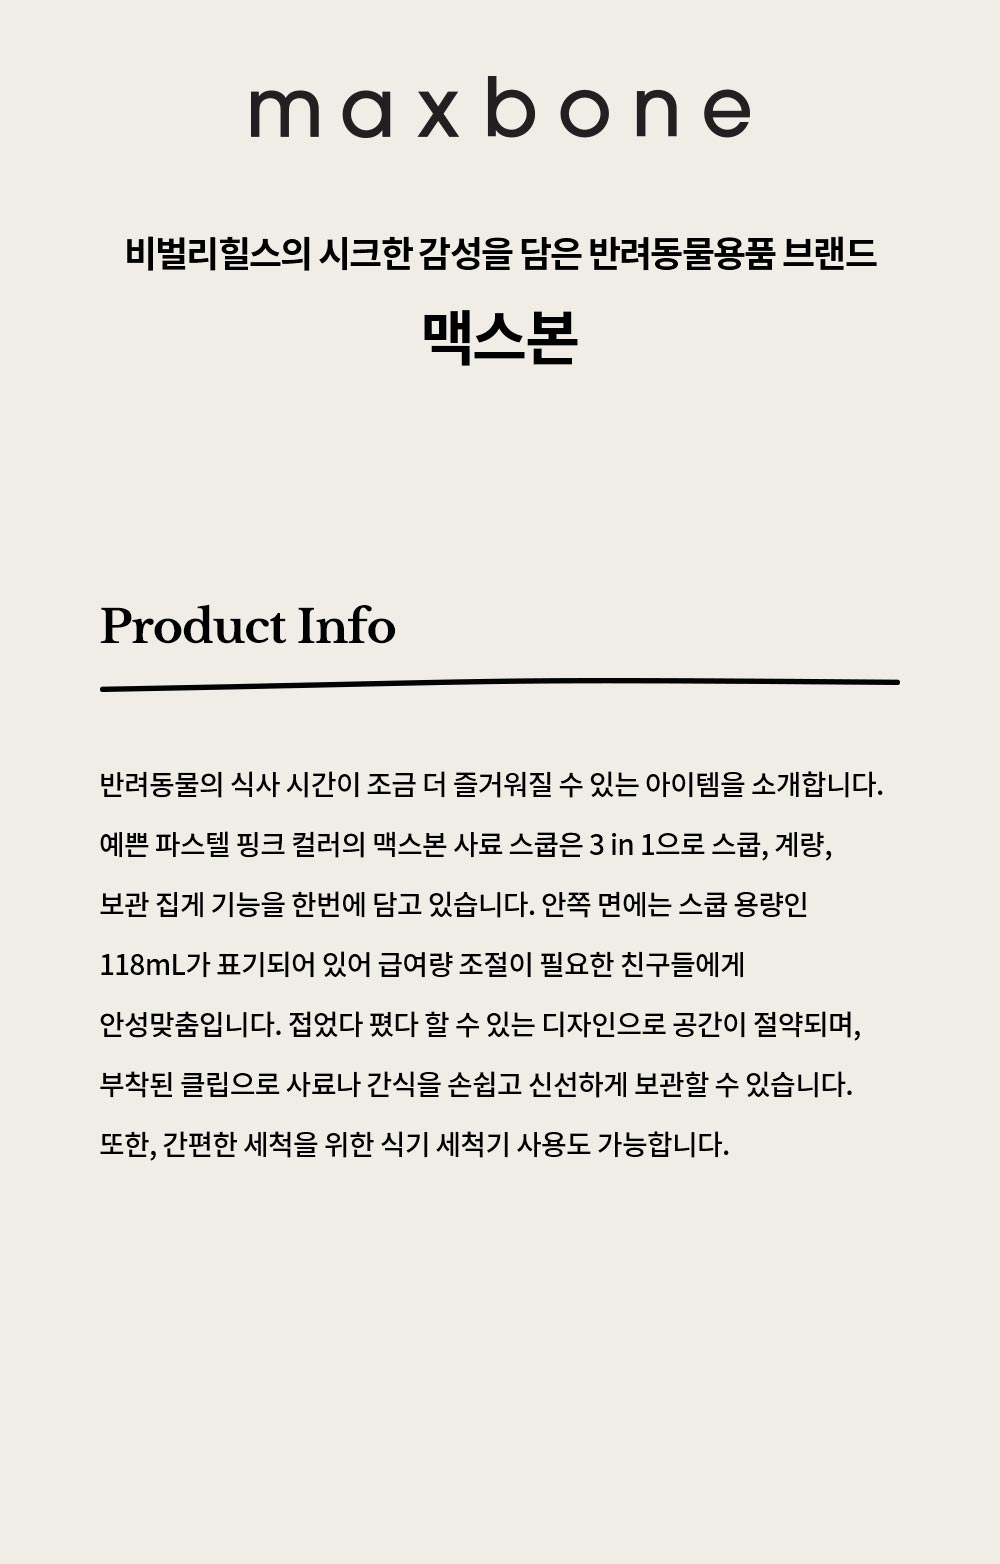 maxbone
비벌리힐스의 시크한 감성을 담은 반려동물용품 브랜드
맥스본
Product Info
반려동물의 식사 시간이 조금 더 즐거워질 수 있는 아이템을 소개합니다.
예쁜 파스텔 핑크 컬러의 맥스본 사료 스쿱은 3 in 1으로 스쿱, 계량,
보관 집게 기능을 한번에 담고 있습니다. 안쪽 면에는 스쿱 용량인
118mL가 표기되어 있어 급여량 조절이 필요한 친구들에게
안성맞춤입니다. 접었다 폈다 할 수 있는 디자인으로 공간이 절약되며,
부착된 클립으로 사료나 간식을 손쉽고 신선하게 보관할 수 있습니다.
또한, 간편한 세척을 위한 식기 세척기 사용도 가능합니다.